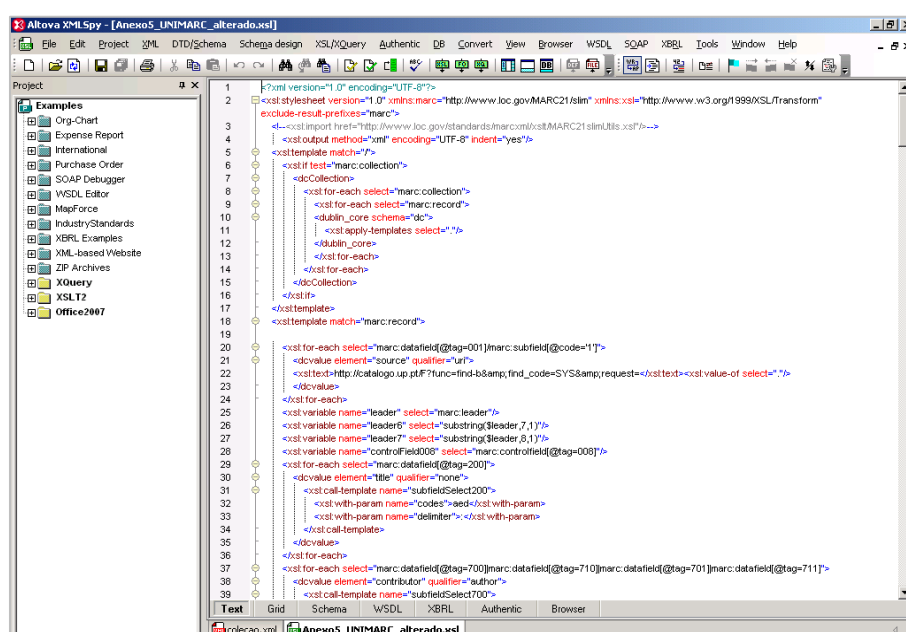 Altova XMLSpy - [Anexo5_UNIMARC_alterado.xsl]
File Edit Project XML DTD/Schema Schema design XSL/XQuery Authentic DB Convert View Browser WSDL SOAP XBRL Tools Window Help
Project
Examples
Org-Chart
Expense Report
International
Purchase Order
SOAP Debugger
WSDL Editor
MapForce
IndustryStandards
XBRL Examples
XML-based Website
ZIP Archives
XQuery
XSLT2
Office2007
1 <?xml version="1.0" encoding="UTF-8"?>
2 <xsl:stylesheet version="1.0" xmlns:marc="http://www.loc.gov/MARC21/slim" xmlns:xsl="http://www.w3.org/1999/XSL/Transform"
exclude-result-prefixes="marc">
3 <!--<xsl:import href="http://www.loc.gov/standards/marcxml/xslt/MARC21slimUtils.xsl"/>-->
4 <xsl:output method="xml" encoding="UTF-8" indent="yes"/>
5 <xsl:template match="/">
6 <xsl:if test="marc:collection">
7 <dcCollection>
8 <xsl:for-each select="marc:collection">
9 <xsl:for-each select="marc:record">
10 <dublin_core schema="dc">
11 <xsl:apply-templates select="."/>
12 </dublin_core>
13 </xsl:for-each>
14 </xsl:for-each>
15 </dcCollection>
16 </xsl:if>
17 </xsl:template>
18 <xsl:template match="marc:record">
19
20 <xsl:for-each select="marc:datafield[@tag=001]/marc:subfield[@code='1']">
21 <dcvalue element="source" qualifier="uri">
22 <xsl:text>http://catalogo.up.pt/F?func=find-b&amp;find_code=SYS&amp;request=</xsl:text><xsl:value-of select="."/>
23 </dcvalue>
24 </xsl:for-each>
25 <xsl:variable name="leader" select="marc:leader"/>
26 <xsl:variable name="leader6" select="substring($leader,7,1)"/>
27 <xsl:variable name="leader7" select="substring($leader,8,1)"/>
28 <xsl:variable name="controlField008" select="marc:controlfield[@tag=008]"/>
29 <xsl:for-each select="marc:datafield[@tag=200]">
30 <dcvalue element="title" qualifier="none">
31 <xsl:call-template name="subfieldSelect200">
32 <xsl:with-param name="codes">aed</xsl:with-param>
33 <xsl:with-param name="delimiter">:</xsl:with-param>
34 </xsl:call-template>
35 </dcvalue>
36 </xsl:for-each>
37 <xsl:for-each select="marc:datafield[@tag=700]|marc:datafield[@tag=710]|marc:datafield[@tag=701]|marc:datafield[@tag=711]">
38 <dcvalue element="contributor" qualifier="author">
39 <xsl:call-template name="subfieldSelect700">
Text Grid Schema WSDL XBRL Authentic Browser
colecao.xml Anexo5_UNIMARC_alterado.xsl